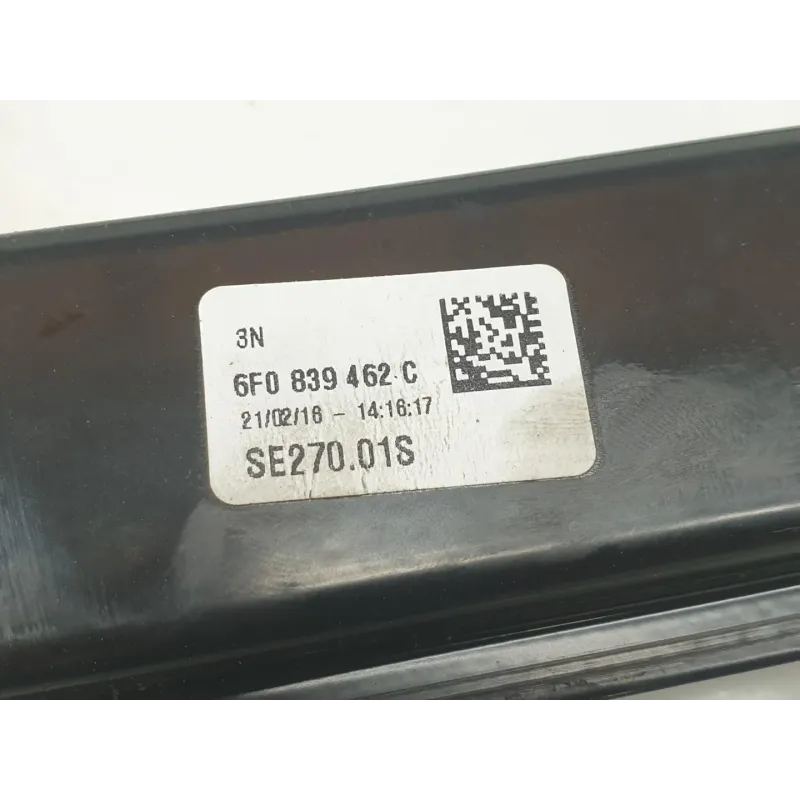 3N
6F0 839 462 C
21/02/16 - 14:16:17
SE270.01S